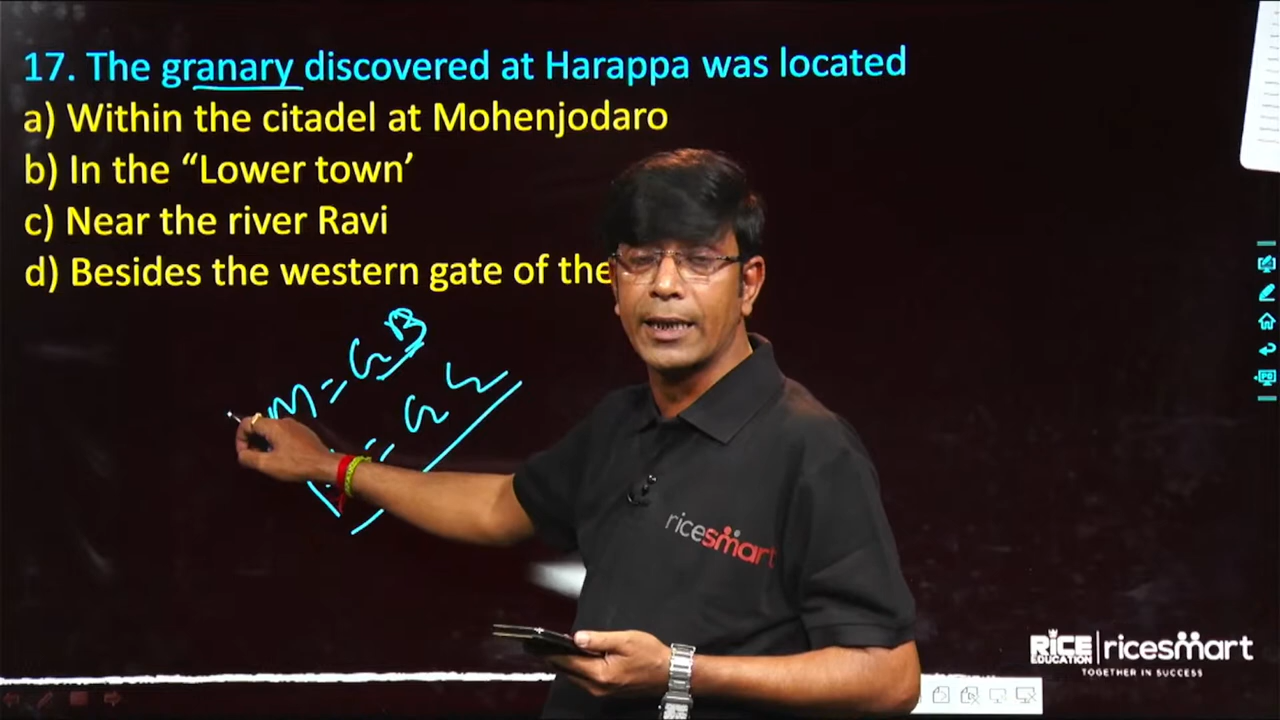 17. The granary discovered at Harappa was located
a) Within the citadel at Mohenjodaro
b) In the “Lower town’
c) Near the river Ravi
d) Besides the western gate of the
M = GB
= G
ricesmart
RICE EDUCATION | ricesmart
TOGETHER IN SUCCESS